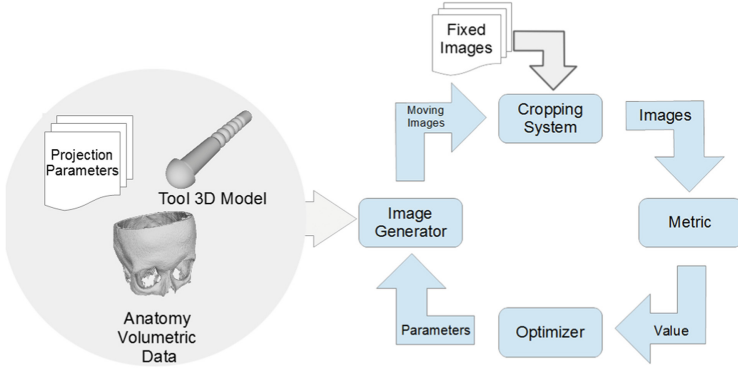 Fixed
Images
Projection
Parameters
Tool 3D Model
Anatomy
Volumetric
Data
Moving
Images
Cropping
System
Images
Image
Generator
Metric
Parameters
Optimizer
Value